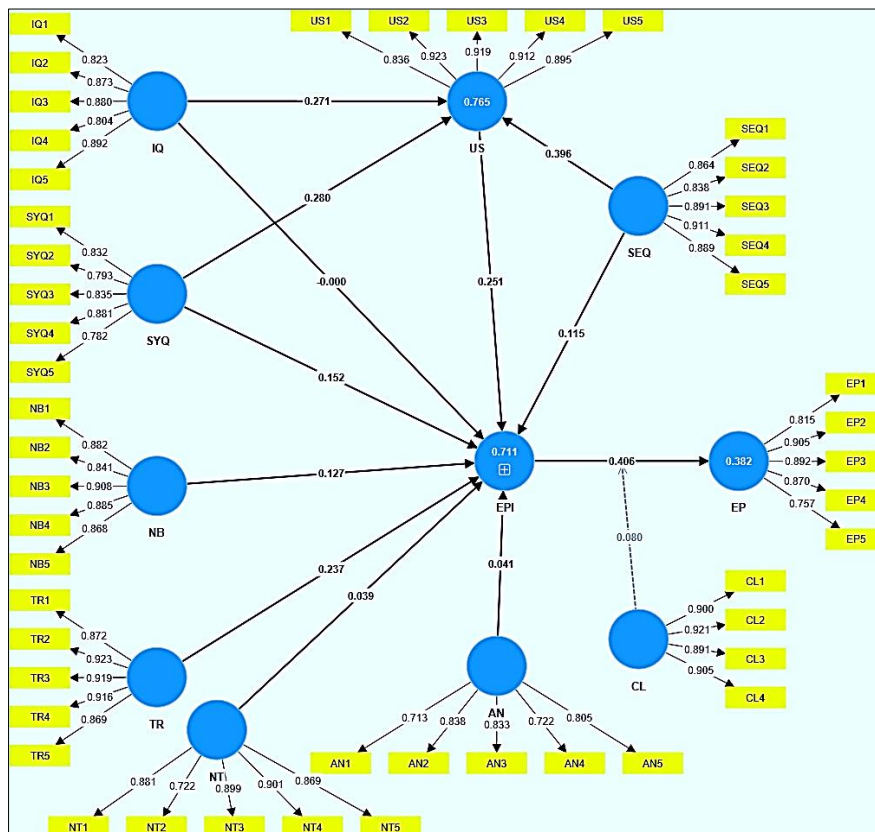 US1 US2 US3 US4 US5
0.836 0.923 0.919 0.912 0.895
IQ1
IQ2
IQ3
IQ4
IQ5
0.823
0.873
0.880
0.804
0.892
IQ
0.271
0.765
US
SEQ1
SEQ2
SEQ3
SEQ4
SEQ5
0.864
0.838
0.891
0.911
0.889
SEQ
0.396
0.280
SYQ1
SYQ2
SYQ3
SYQ4
SYQ5
0.832
0.793
0.835
0.881
0.782
SYQ
-0.000
0.251
0.115
0.152
NB1
NB2
NB3
NB4
NB5
0.882
0.841
0.908
0.885
0.868
NB
0.127
0.711
EPI
0.406
0.382
EP
EP1
EP2
EP3
EP4
EP5
0.815
0.905
0.892
0.870
0.757
0.080
0.237
0.039
0.041
TR1
TR2
TR3
TR4
TR5
0.872
0.923
0.919
0.916
0.869
TR
CL1
CL2
CL3
CL4
0.900
0.921
0.891
0.905
CL
AN
0.713 0.838 0.833 0.722 0.805
AN1 AN2 AN3 AN4 AN5
NT
0.881 0.722 0.899 0.901 0.869
NT1 NT2 NT3 NT4 NT5